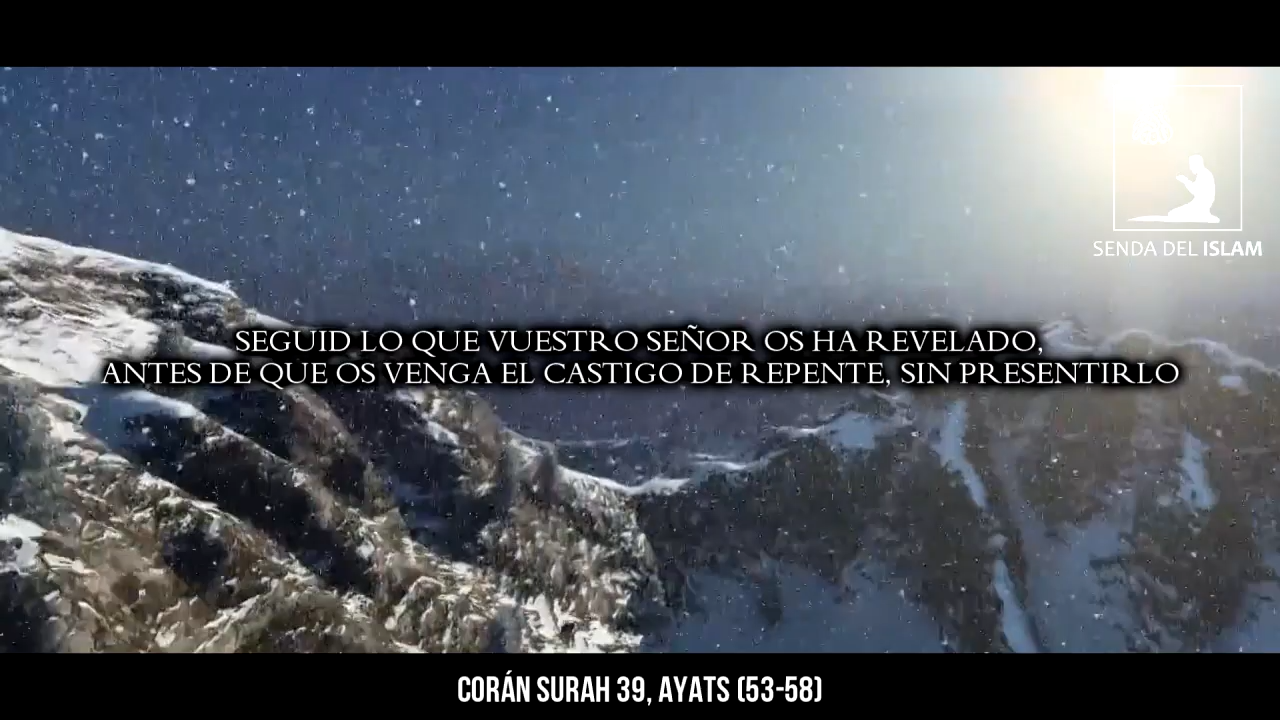 SENDA DEL ISLAM
SEGUID LO QUE VUESTRO SEÑOR OS HA REVELADO,
ANTES DE QUE OS VENGA EL CASTIGO DE REPENTE, SIN PRESENTIRLO
CORÁN SURAH 39, AYATS (53-58)